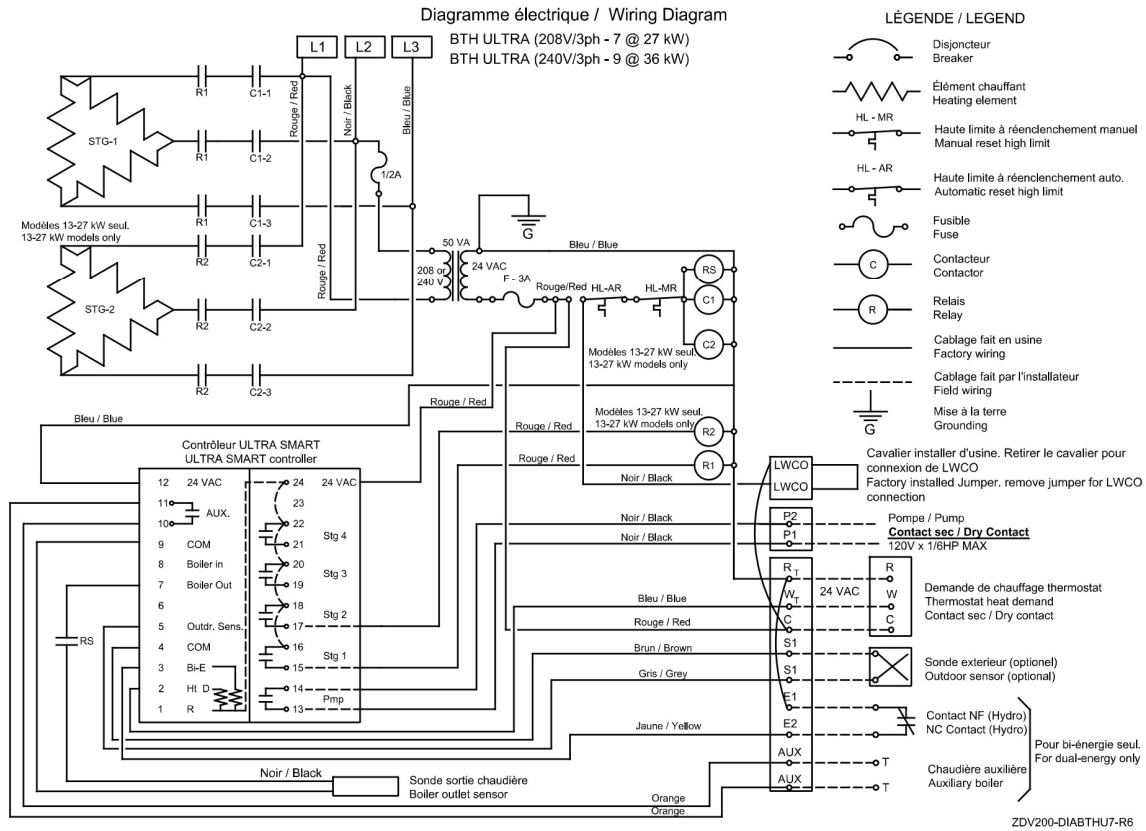 Diagramme électrique / Wiring Diagram
BTH ULTRA (208V/3ph - 7 @ 27 kW)
BTH ULTRA (240V/3ph - 9 @ 36 kW)
L1
L2
L3
Rouge / Red
Noir / Black
Bleu / Blue
R1
C1-1
STG-1
R1
C1-2
R1
C1-3
Modèles 13-27 kW seul.
13-27 kW models only
R2
C2-1
STG-2
R2
C2-2
R2
C2-3
1/2A
Rouge / Red
50 VA
208 or
240 V
24 VAC
G
F - 3A
Bleu / Blue
Rouge/Red
HL-AR
HL-MR
RS
C1
C2
Modèles 13-27 kW seul.
13-27 kW models only
Rouge / Red
Modèles 13-27 kW seul.
13-27 kW models only
Rouge / Red
R2
Rouge / Red
R1
Noir / Black
Bleu / Blue
Contrôleur ULTRA SMART
ULTRA SMART controller
12 24 VAC
11
AUX.
10
9 COM
8 Boiler in
7 Boiler Out
6
5 Outdr. Sens.
4 COM
3 Bi-E
2 Ht D
1 R
24 24 VAC
23
22
Stg 4
21
20
Stg 3
19
18
Stg 2
17
16
Stg 1
15
14
Pmp
13
RS
Noir / Black
Sonde sortie chaudière
Boiler outlet sensor
Noir / Black
Noir / Black
Bleu / Blue
Rouge / Red
Brun / Brown
Gris / Grey
Jaune / Yellow
Orange
Orange
LWCO
LWCO
Cavalier installer d'usine. Retirer le cavalier pour
connexion de LWCO
Factory installed Jumper. remove jumper for LWCO
connection
P2
P1
Pompe / Pump
Contact sec / Dry Contact
120V x 1/6HP MAX
RT
WT
C
24 VAC
R
W
C
Demande de chauffage thermostat
Thermostat heat demand
Contact sec / Dry contact
S1
S1
Sonde exterieur (optionel)
Outdoor sensor (optional)
E1
E2
Contact NF (Hydro)
NC Contact (Hydro)
AUX
AUX
T
T
Chaudière auxilière
Auxiliary boiler
Pour bi-énergie seul.
For dual-energy only
LÉGENDE / LEGEND
Disjoncteur
Breaker
Élément chauffant
Heating element
HL - MR
Haute limite à réenclenchement manuel
Manual reset high limit
HL - AR
Haute limite à réenclenchement auto.
Automatic reset high limit
Fusible
Fuse
C
Contacteur
Contactor
R
Relais
Relay
Cablage fait en usine
Factory wiring
Cablage fait par l'installateur
Field wiring
G
Mise à la terre
Grounding
ZDV200-DIABTHU7-R6